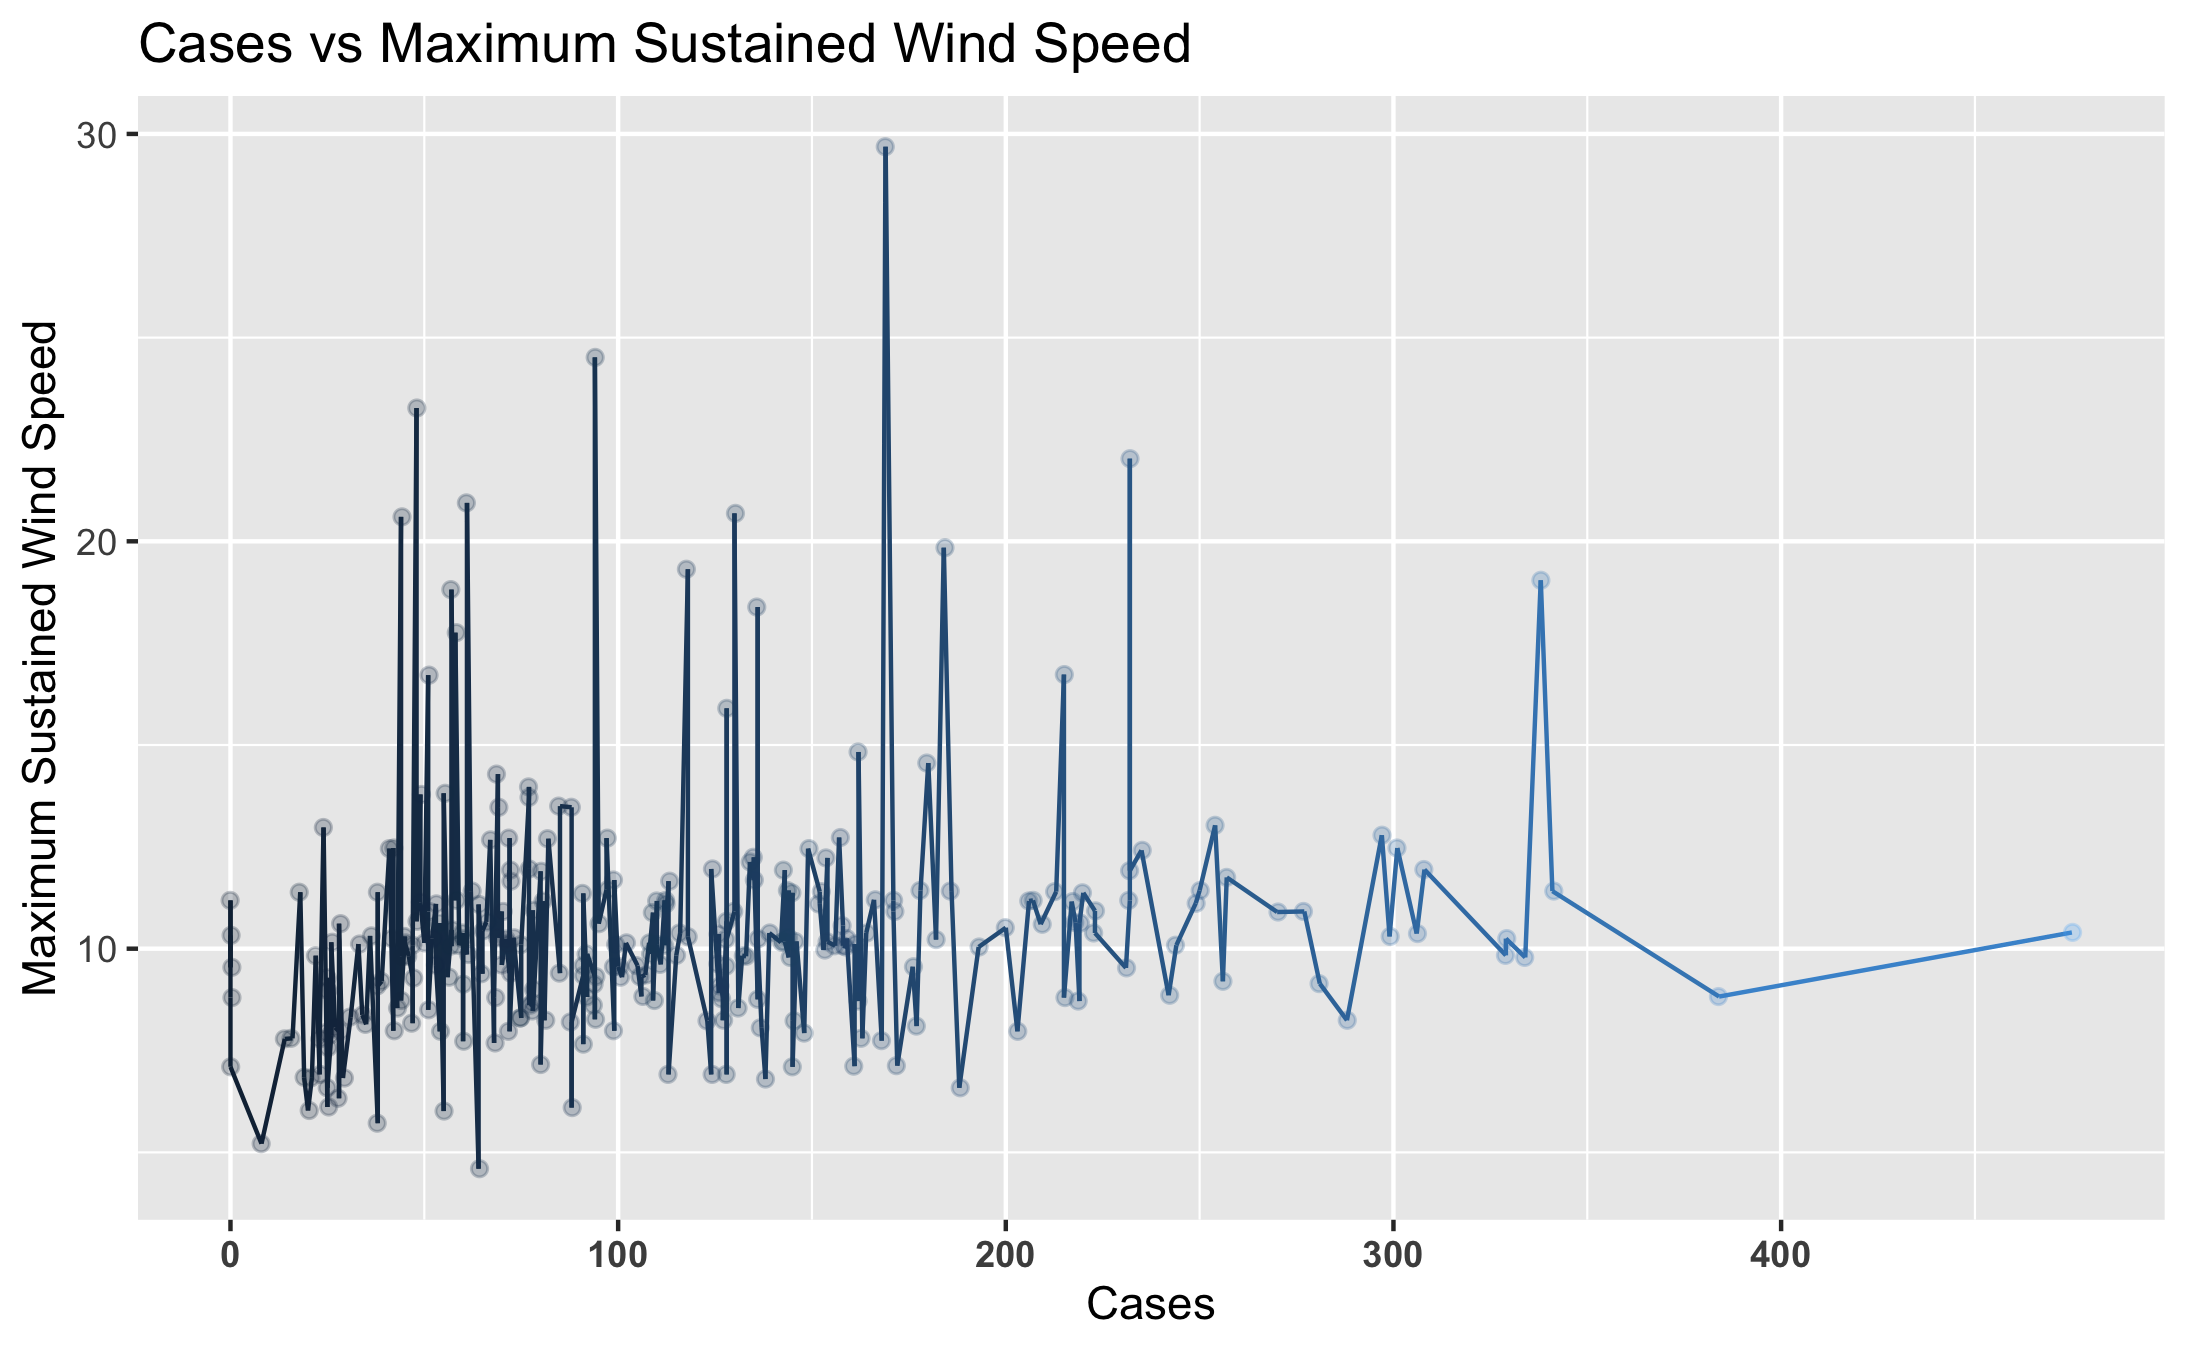 Cases vs Maximum Sustained Wind Speed
Maximum Sustained Wind Speed
30
20
10
0 100 200 300 400
Cases